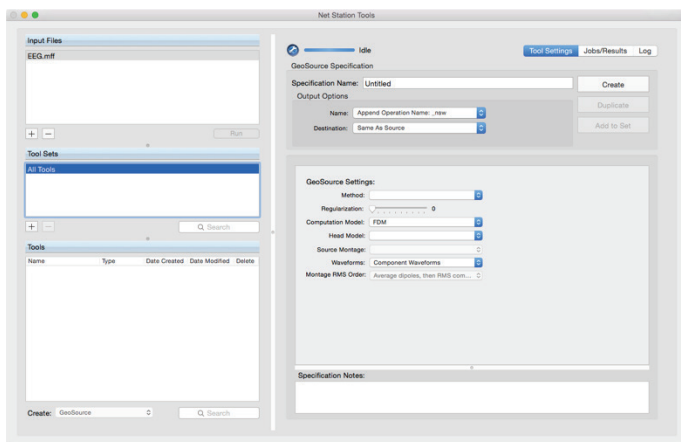 Net Station Tools
Input Files
EEG.mff
Run
Tool Sets
All Tools
Search
Tools
Name Type Date Created Date Modified Delete
Create: GeoSource
Search
Idle
Tool Settings Jobs/Results Log
GeoSource Specification
Specification Name: Untitled
Create
Output Options
Duplicate
Name: Append Operation Name: _nsw
Destination: Same As Source
Add to Set
GeoSource Settings:
Method:
Regularization: 0
Computation Model: FDM
Head Model:
Source Montage:
Waveforms: Component Waveforms
Montage RMS Order: Average dipoles, then RMS com...
Specification Notes: